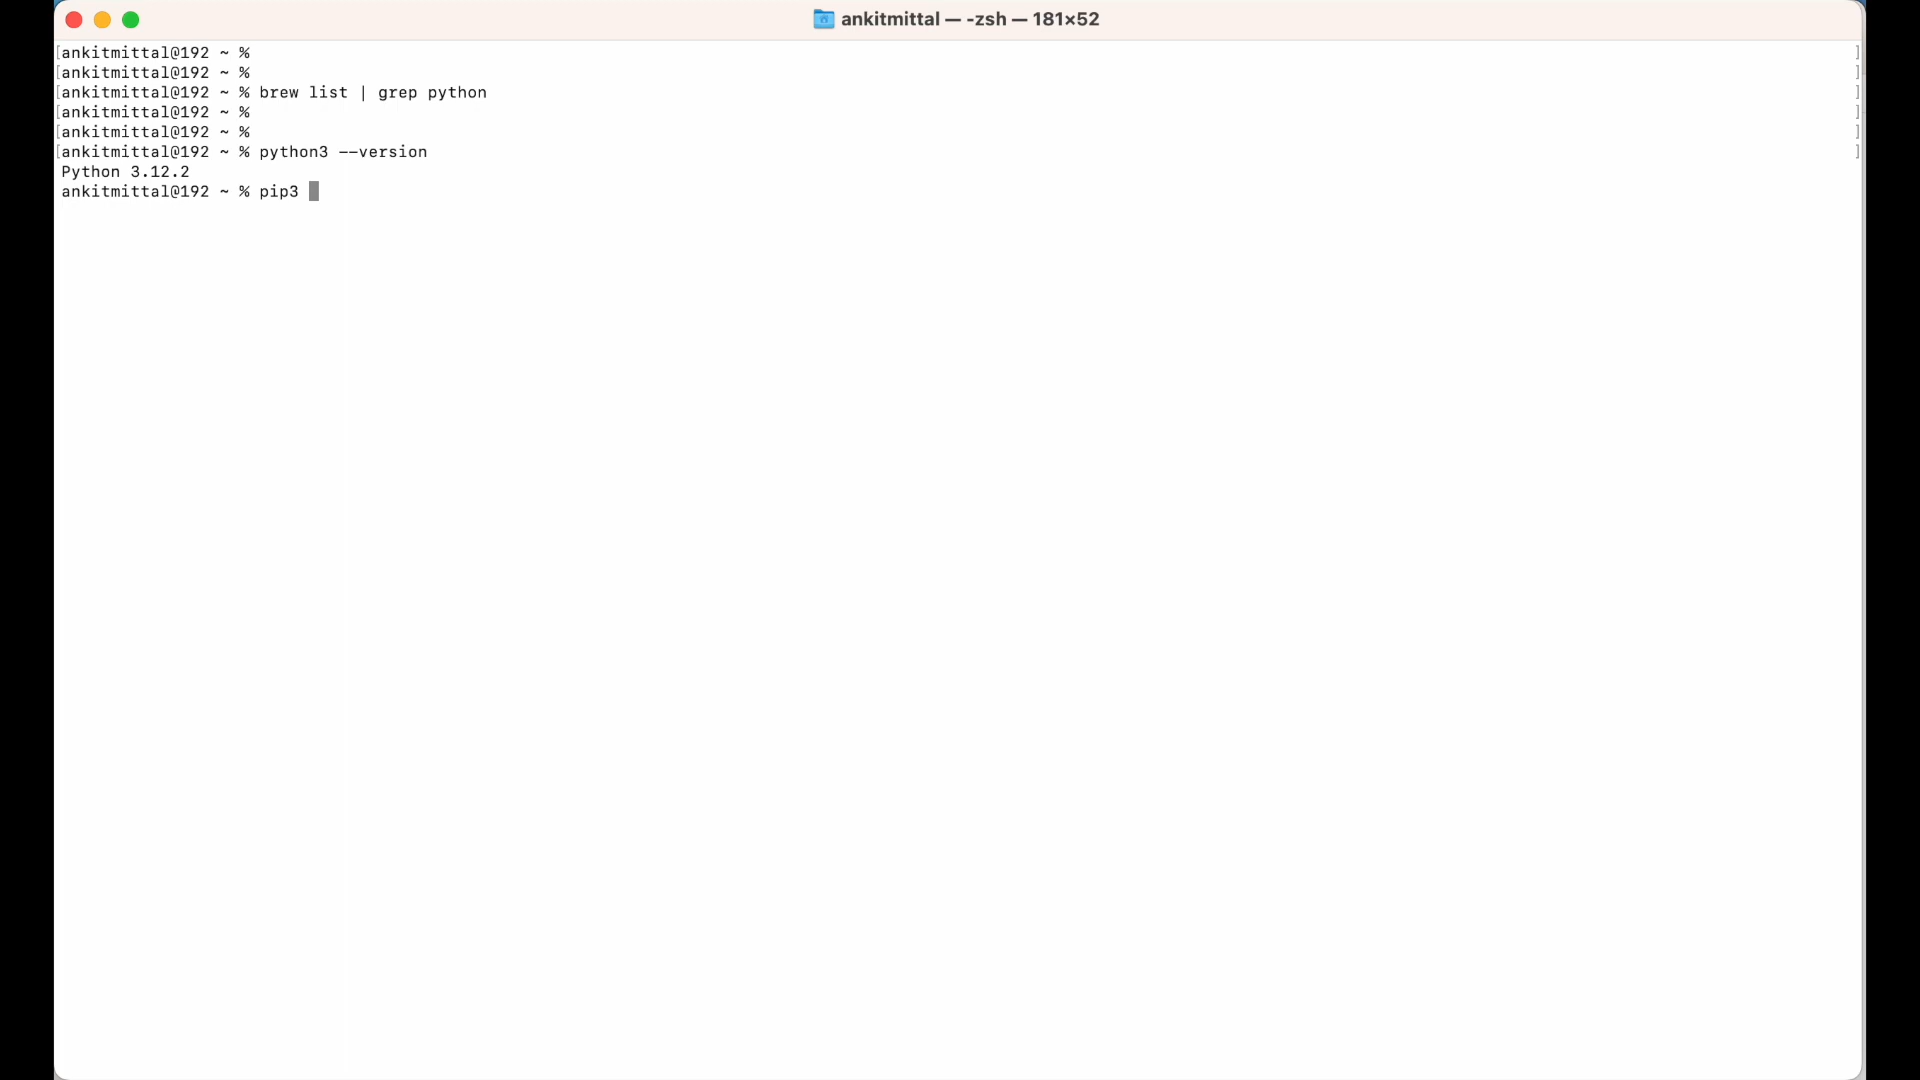 ankitmittal — -zsh — 181×52
[ankitmittal@192 ~ % ]
[ankitmittal@192 ~ % ]
[ankitmittal@192 ~ % brew list | grep python ]
[ankitmittal@192 ~ % ]
[ankitmittal@192 ~ % ]
[ankitmittal@192 ~ % python3 --version ]
Python 3.12.2
ankitmittal@192 ~ % pip3